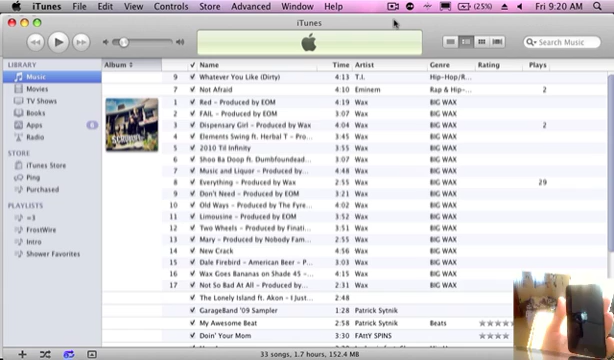 iTunes File Edit View Controls Store Advanced Window Help (25%) Fri 9:20 AM
iTunes
Search Music
LIBRARY
Music
Movies
TV Shows
Books
Apps
Radio
STORE
iTunes Store
Ping
Purchased
PLAYLISTS
<3
FrostWire
Intro
Shower Favorites
Album Name Time Artist Genre Rating Plays
9 Whatever You Like (Dirty) 4:13 T.I. Hip-Hop/R...
7 Not Afraid 4:10 Eminem Rap & Hip-... 2
1 Red - Produced by EOM 4:19 Wax BIG WAX
2 FAIL - Produced by EOM 3:07 Wax BIG WAX
3 Dispensary Girl - Produced by Wax 4:04 Wax BIG WAX 2
4 Elements Swing ft. Herbal T - Pro... 3:45 Wax BIG WAX
5 2010 Til Infinity 3:55 Wax BIG WAX
6 Shoo Ba Doop ft. Dumbfoundead... 3:07 Wax BIG WAX
7 Music and Liquor - Produced by... 4:48 Wax BIG WAX
8 Everything - Produced by Wax 2:55 Wax BIG WAX 29
9 Don't Need - Produced by EOM 3:21 Wax BIG WAX
10 Old Ways - Produced by The Fyre... 4:07 Wax BIG WAX
11 Limousine - Produced by EOM 3:52 Wax BIG WAX
12 Two Wheels - Produced by Finati... 3:51 Wax BIG WAX
13 Mary - Produced by Nobody Fam... 2:55 Wax BIG WAX
14 New Crack 4:56 Wax BIG WAX
15 Dale Firebird - American Beer - P... 3:03 Wax BIG WAX
16 Wax Goes Bananas on Shade 45 -... 4:15 Wax BIG WAX
17 Not So Bad At All - Produced by... 2:31 Wax BIG WAX
The Lonely Island ft. Akon - I Just... 2:48
GarageBand '09 Sampler 1:28 Patrick Sytnik
My Awesome Beat 2:58 Patrick Sytnik Beats
Doin' Your Mom 3:30 FAttY SPINS
33 songs, 1.7 hours, 152.4 MB